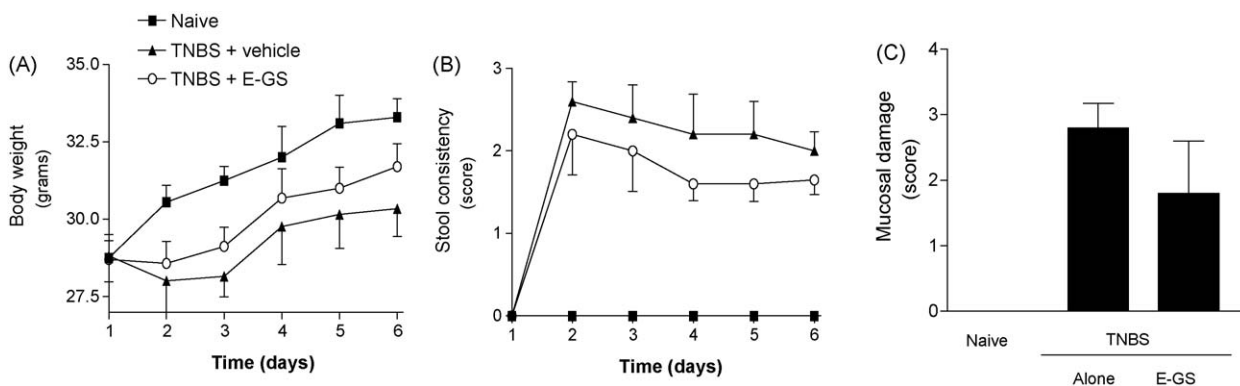 Naive
TNBS + vehicle
TNBS + E-GS
(A)
35.0
32.5
30.0
27.5
Body weight
(grams)
1 2 3 4 5 6
Time (days)
(B)
3
2
1
0
Stool consistency
(score)
1 2 3 4 5 6
Time (days)
(C)
4
3
2
1
0
Mucosal damage
(score)
Naive TNBS
Alone E-GS